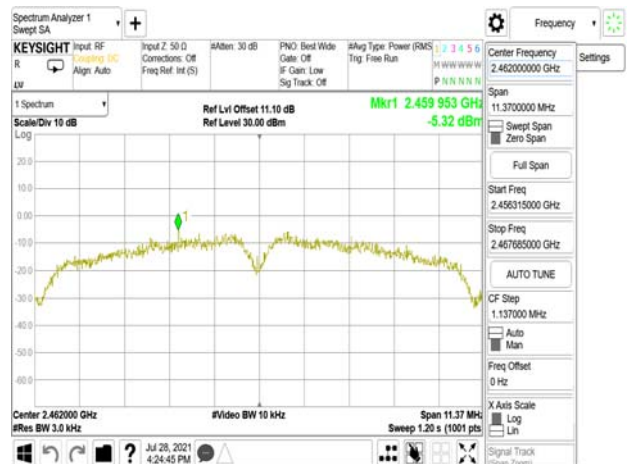 Spectrum Analyzer 1
Swept SA
Frequency
Settings
KEYSIGHT
R
Input: RF
Coupling: DC
Align: Auto
Input Z: 50 Ω
Corrections: Off
Freq Ref: Int (S)
#Atten: 30 dB
PNO: Best Wide
Gate: Off
IF Gain: Low
Sig Track: Off
#Avg Type: Power (RMS
Trig: Free Run
1 2 3 4 5 6
M W W W W W
P N N N N N
1 Spectrum
Scale/Div 10 dB
Log
Ref Lvl Offset 11.10 dB
Ref Level 30.00 dBm
Mkr1 2.459 953 GHz
-5.32 dBm
20.0
10.0
0.00
-10.0
-20.0
-30.0
-40.0
-50.0
-60.0
1
Center 2.462000 GHz
#Res BW 3.0 kHz
#Video BW 10 kHz
Span 11.37 MHz
Sweep 1.20 s (1001 pts
Center Frequency
2.462000000 GHz
Span
11.3700000 MHz
Swept Span
Zero Span
Full Span
Start Freq
2.456315000 GHz
Stop Freq
2.467685000 GHz
AUTO TUNE
CF Step
1.137000 MHz
Auto
Man
Freq Offset
0 Hz
X Axis Scale
Log
Lin
Signal Track
(Span Zoom)
?
Jul 28, 2021
4:24:45 PM